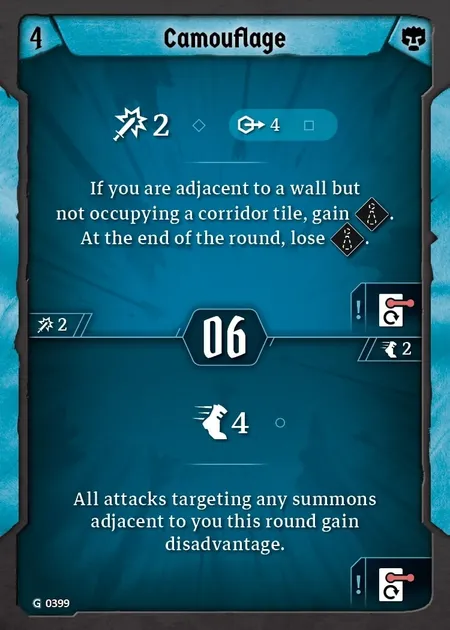 4
Camouflage
2
4
If you are adjacent to a wall but
not occupying a corridor tile, gain .
At the end of the round, lose .
!
2
06
2
4
All attacks targeting any summons
adjacent to you this round gain
disadvantage.
!
G 0399